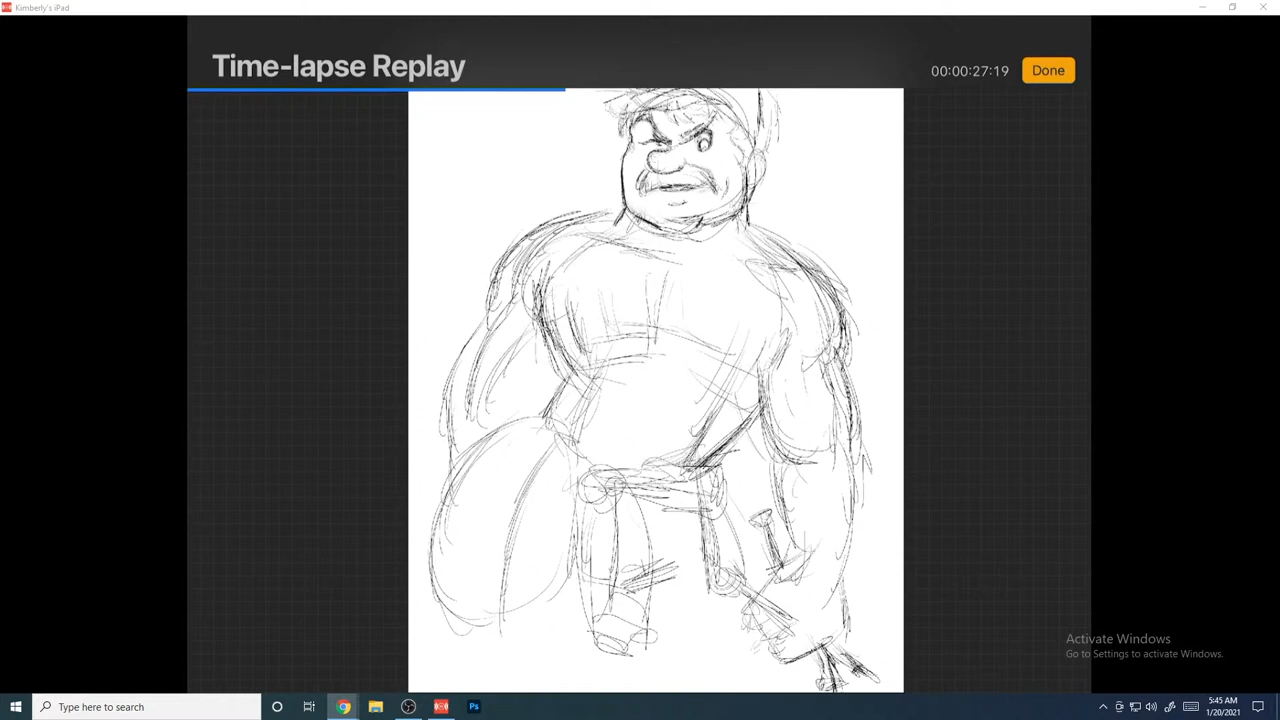 Kimberly's iPad
Time-lapse Replay
00:00:27:19
Done
Activate Windows
Go to Settings to activate Windows.
Type here to search
Ps
5:45 AM
1/20/2021